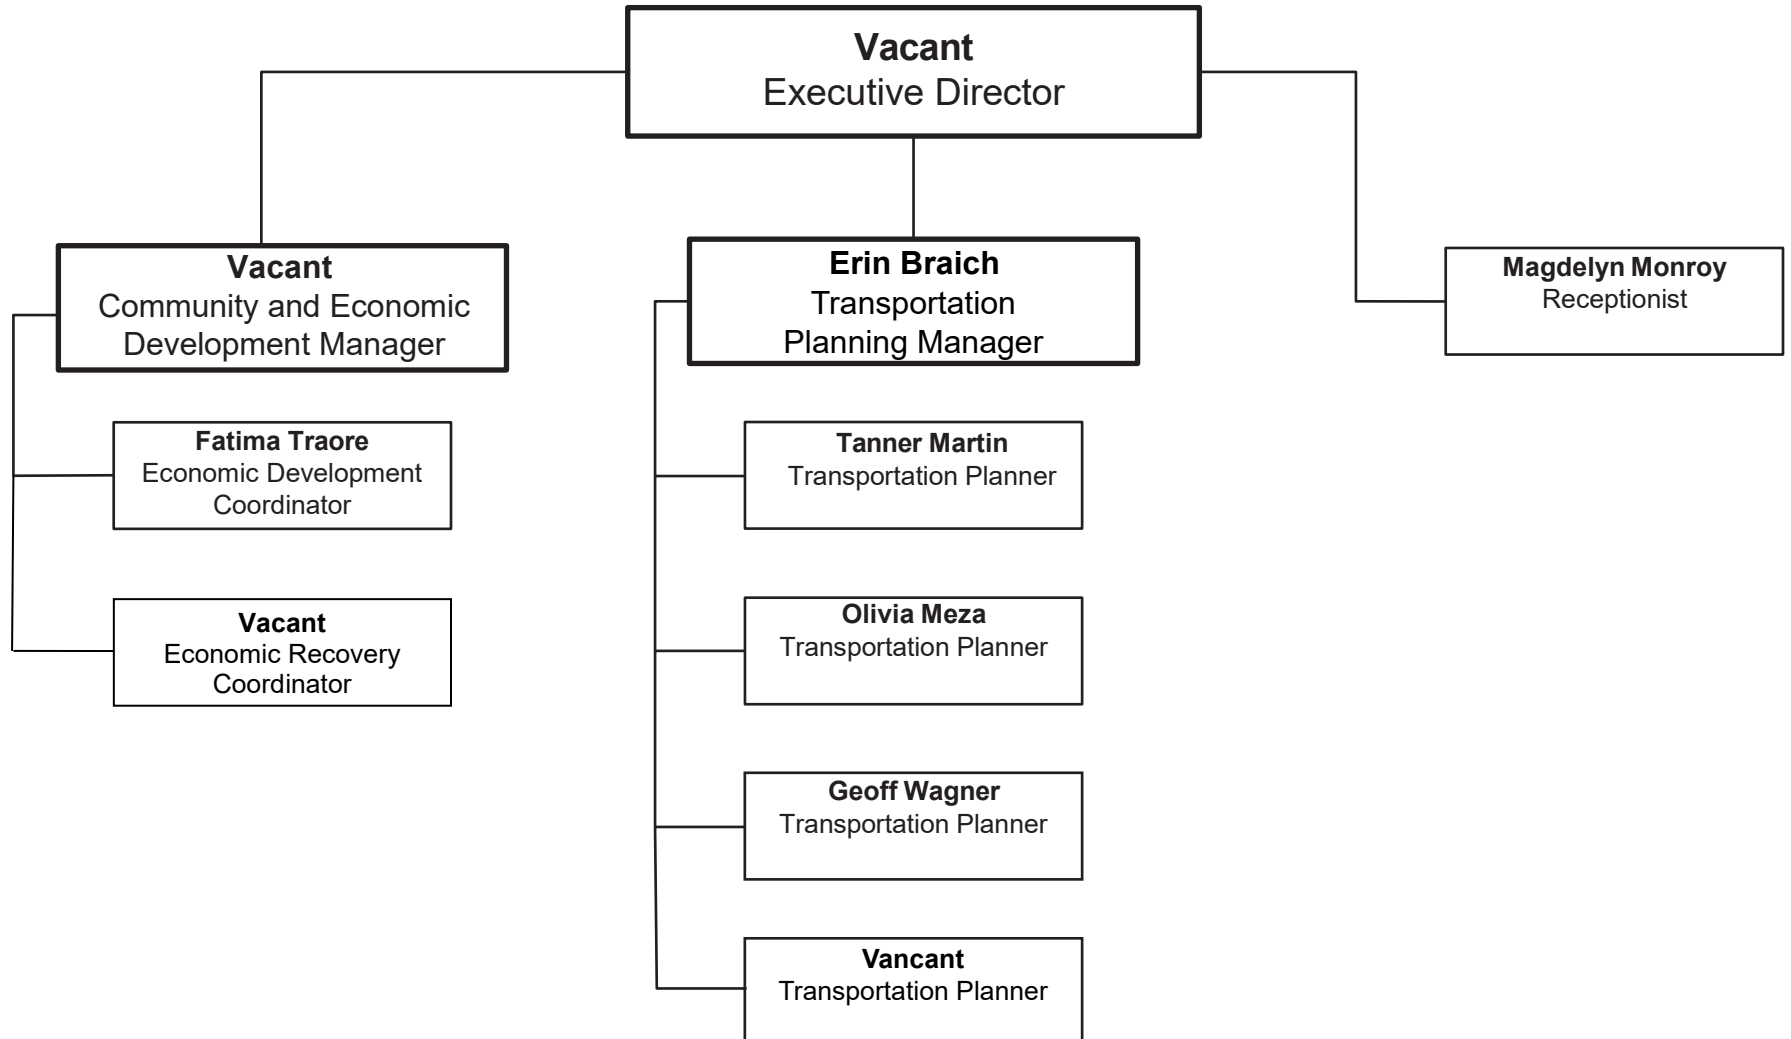 Vacant
Executive Director
Vacant
Community and Economic
Development Manager
Erin Braich
Transportation
Planning Manager
Magdelyn Monroy
Receptionist
Fatima Traore
Economic Development
Coordinator
Tanner Martin
Transportation Planner
Vacant
Economic Recovery
Coordinator
Olivia Meza
Transportation Planner
Geoff Wagner
Transportation Planner
Vancant
Transportation Planner